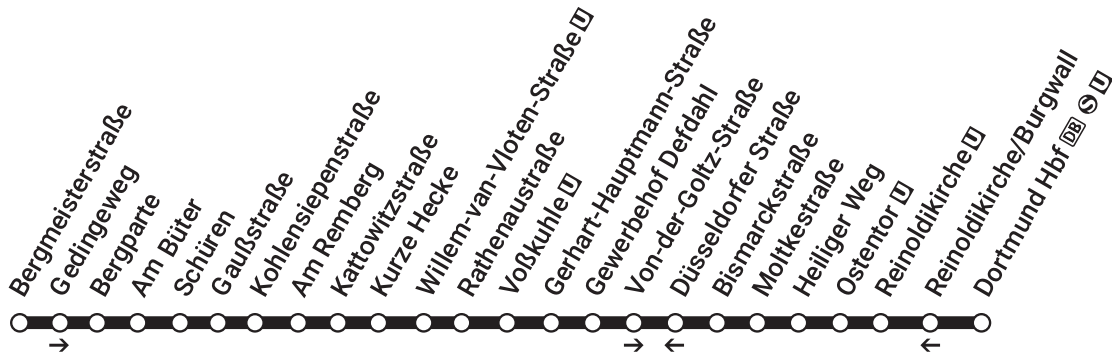 Bergmeisterstraße
Gedingeweg
Bergparte
Am Büter
Schüren
Gaußstraße
Kohlensiepenstraße
Am Remberg
Kattowitzstraße
Kurze Hecke
Willem-van-Vloten-Straße U
Rathenaustraße
Voßkuhle U
Gerhart-Hauptmann-Straße
Gewerbehof Defdahl
Von-der-Goltz-Straße
Düsseldorfer Straße
Bismarckstraße
Moltkestraße
Heiliger Weg
Ostentor U
Reinoldikirche U
Reinoldikirche/Burgwall
Dortmund Hbf DB S U